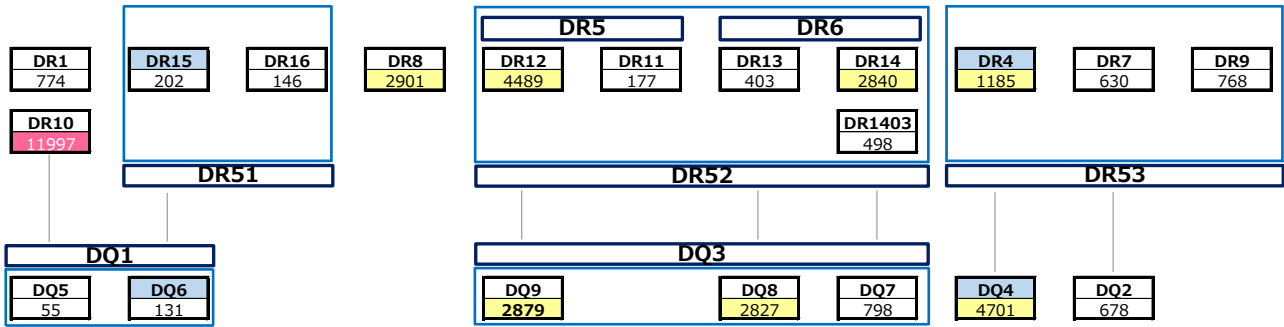 DR5 DR6
DR1 DR15 DR16 DR8 DR12 DR11 DR13 DR14 DR4 DR7 DR9
774 202 146 2901 4489 177 403 2840 1185 630 768
DR10 DR1403
11997 498
DR51 DR52 DR53
DQ1 DQ3
DQ5 DQ6 DQ9 DQ8 DQ7 DQ4 DQ2
55 131 2879 2827 798 4701 678